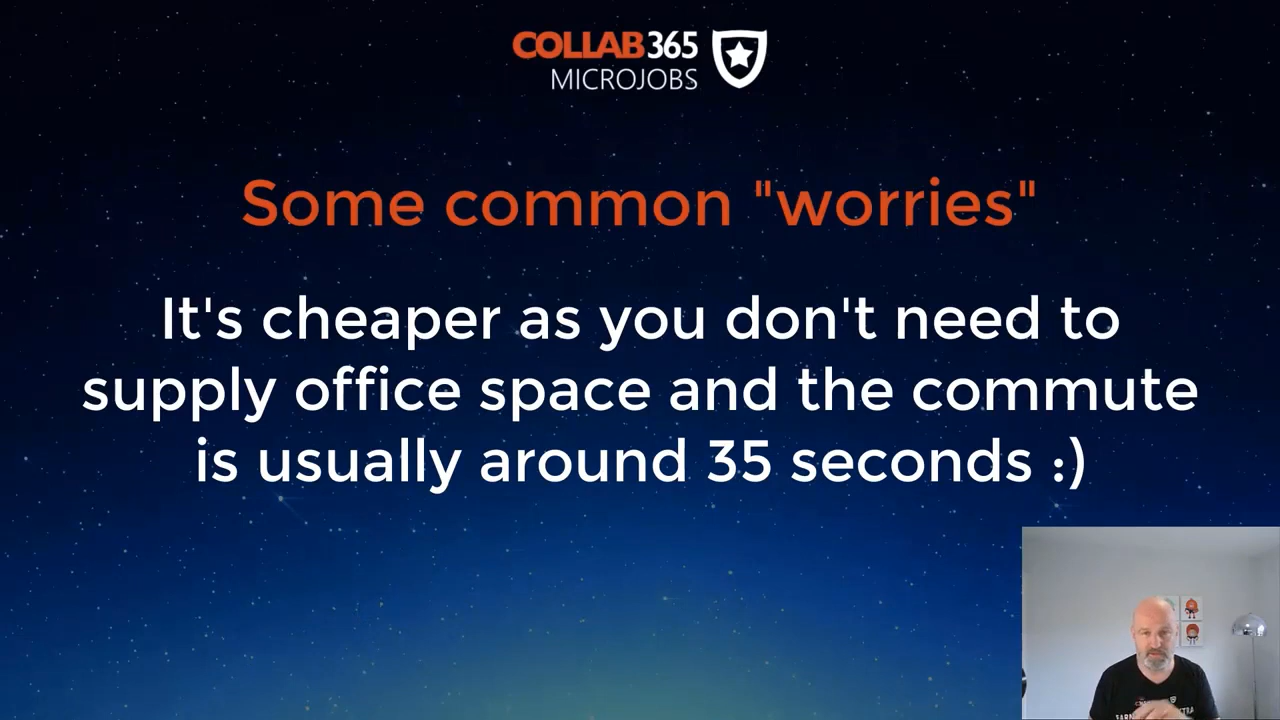 COLLAB365
MICROJOBS
Some common "worries"
It's cheaper as you don't need to
supply office space and the commute
is usually around 35 seconds :)